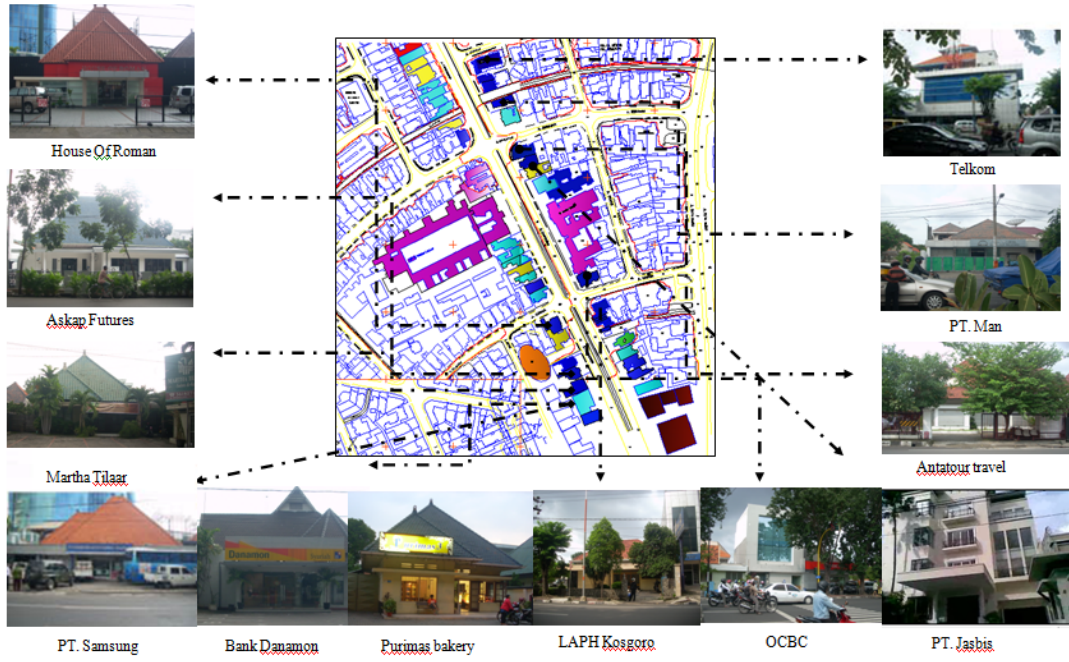 House Of Roman
Telkom
Askap Futures
PT. Man
Martha Tilaar
Antatour travel
Danamon
PT. Samsung
Bank Danamon
Purimas bakery
LAPH Kosgoro
OCBC
PT. Jasbis